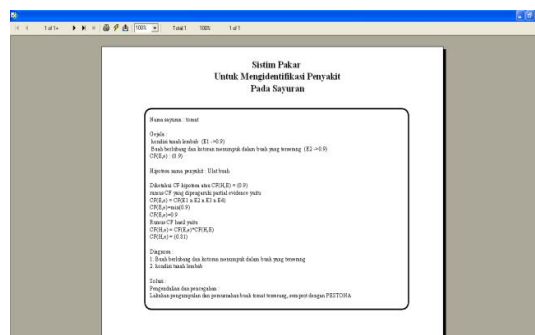 1 of 1+
100%
Total:1
100%
1 of 1
Sistim Pakar
Untuk Mengidentifikasi Penyakit
Pada Sayuran
Nama sayuran : tomat
Gejala :
kondisi tanah lembab (E1 ->0.9)
Buah berlubang dan kotoran menumpuk dalam buah yang terserang (E2 ->0.9)
CF(E,e) : (0.9)
Hipotesa nama penyakit : Ulat buah
Diketahui CF hipotesa atas CF(H,E) = (0.9)
rumus CF yang dipengaruhi partial evidence yaitu
CF(E,e) = CF(E1 n E2 n E3 n E4)
CF(E,e)=min(0.9)
CF(E,e)=0.9
Rumus CF hasil yaitu
CF(H,e) = CF(E,e)*CF(H,E)
CF(H,e) = (0.81)
Diagnosa :
1. Buah berlubang dan kotoran menumpuk dalam buah yang terserang
2. kondisi tanah lembab
Solusi :
Pengendalian dan pencegahan :
Lakukan pengumpulan dan pemusnahan buah tomat terserang, semprot dengan PESTONA